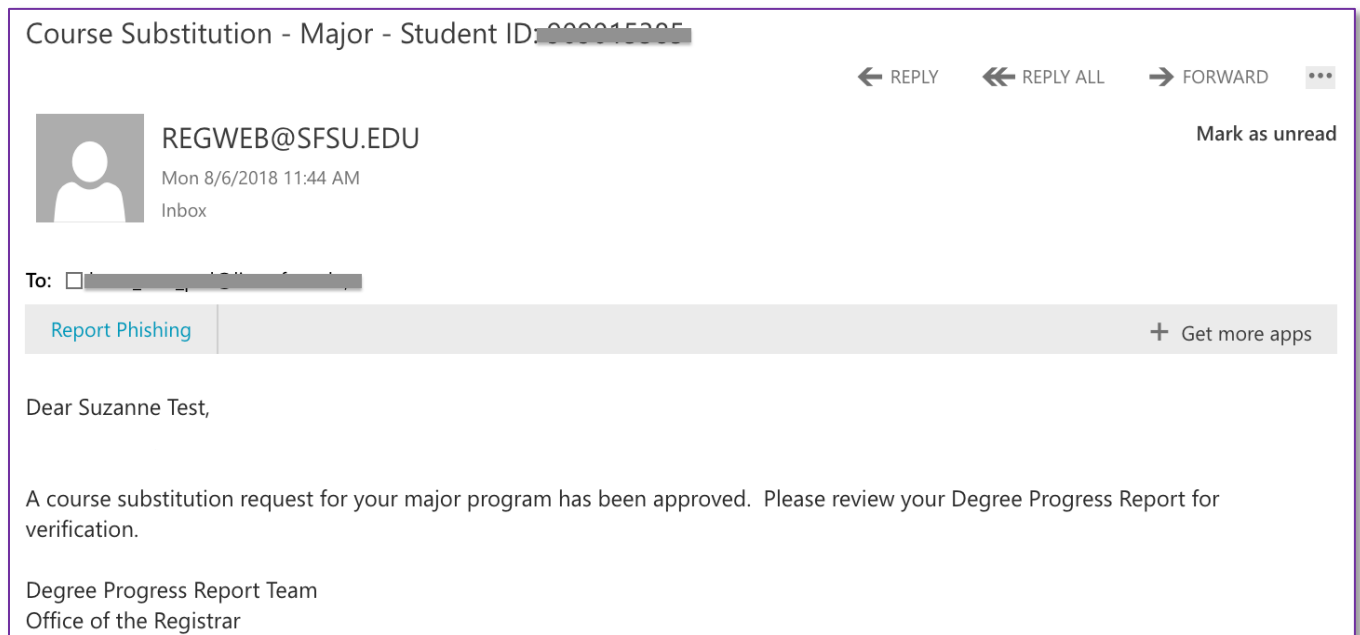 Course Substitution - Major - Student ID:
REPLY REPLY ALL FORWARD
REGWEB@SFSU.EDU
Mark as unread
Mon 8/6/2018 11:44 AM
Inbox
To:
Report Phishing
+ Get more apps
Dear Suzanne Test,
A course substitution request for your major program has been approved.  Please review your Degree Progress Report for
verification.
Degree Progress Report Team
Office of the Registrar